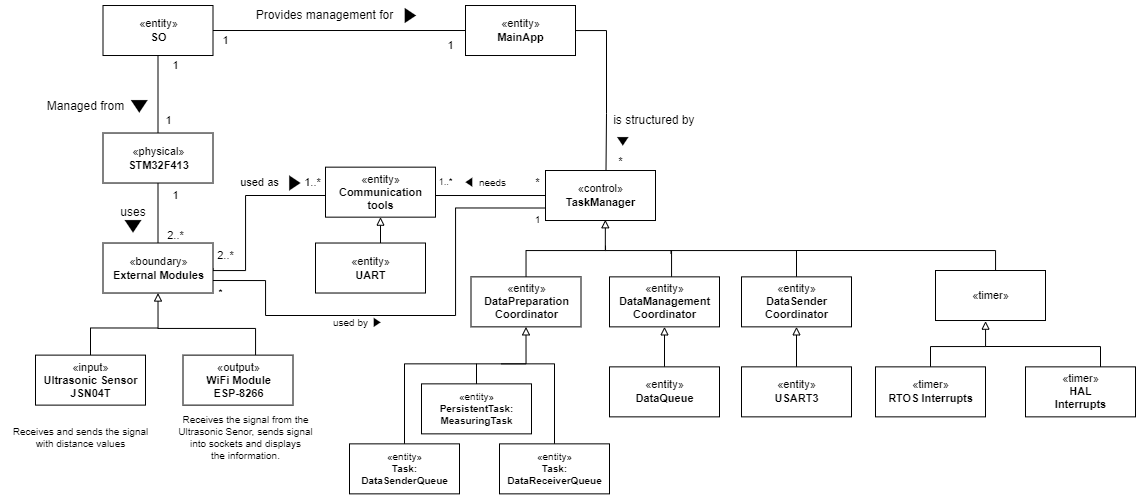 Provides management for
«entity»
SO
1
1
«entity»
MainApp
1
Managed from
1
is structured by
*
«physical»
STM32F413
1
uses
2..*
used as
1..*
«entity»
Communication
tools
1..*
needs
*
«control»
TaskManager
1
«boundary»
External Modules
2..*
*
«entity»
UART
used by
«entity»
DataPreparation
Coordinator
«entity»
DataManagement
Coordinator
«entity»
DataSender
Coordinator
«timer»
«input»
Ultrasonic Sensor
JSN04T
«output»
WiFi Module
ESP-8266
«entity»
PersistentTask:
MeasuringTask
«entity»
DataQueue
«entity»
USART3
«timer»
RTOS Interrupts
«timer»
HAL
Interrupts
Receives and sends the signal
with distance values
Receives the signal from the
Ultrasonic Senor, sends signal
into sockets and displays
the information.
«entity»
Task:
DataSenderQueue
«entity»
Task:
DataReceiverQueue